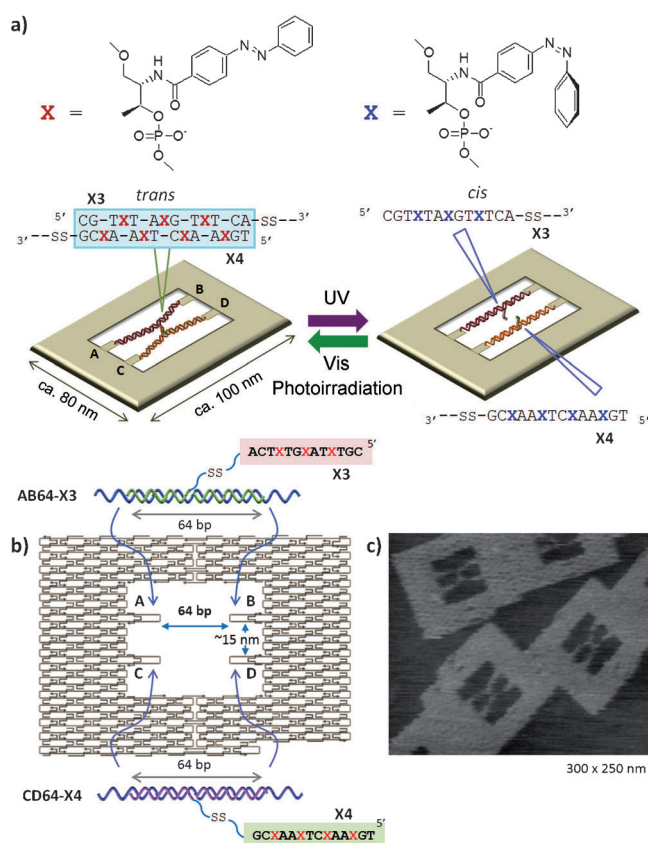 a)
O
N
N
X =
O
NH
O
O
O=P-O⁻
O
O
N
N
X =
O
NH
O
O
O=P-O⁻
O
trans
cis
X3
5' CG-TXT-AXG-TXT-CA-SS--3'
3'--SS-GCXA-AXT-CXA-AXGT 5'
X4
5' CGTXTAXGTXTCA-SS--3'
X3
A
B
C
D
UV
Vis
Photoirradiation
ca. 80 nm
ca. 100 nm
3' --SS-GCXAAXTCXAAXGT 5'
X4
SS
ACTXTGXATXTGC 5'
X3
AB64-X3
64 bp
b)
c)
A
B
64 bp
~15 nm
C
D
64 bp
300 x 250 nm
CD64-X4
SS
X4
GCXAAXTCXAAXGT 5'